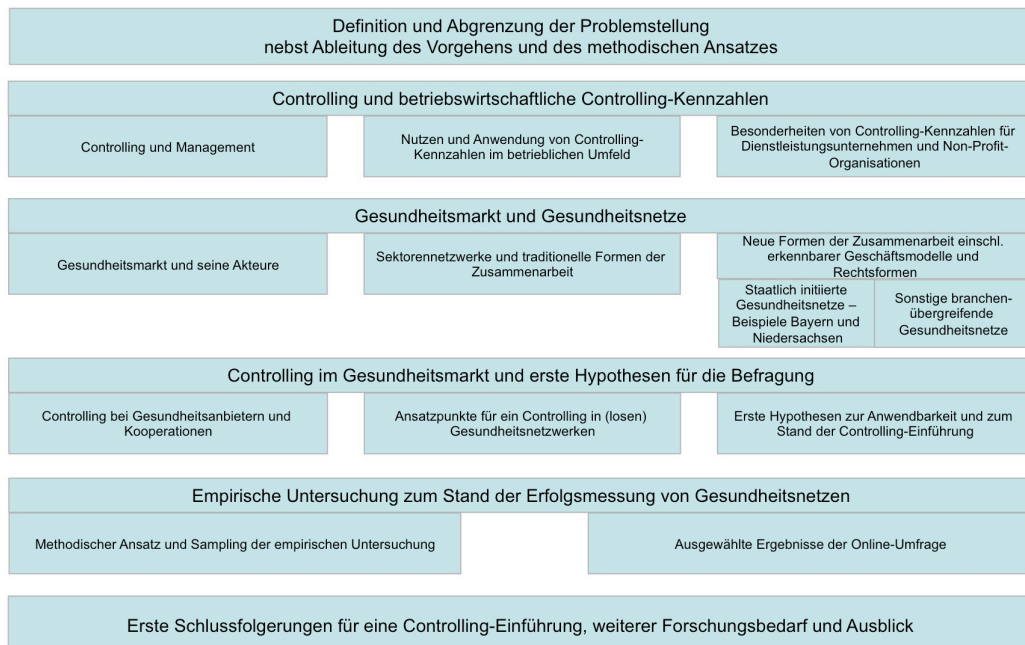 Definition und Abgrenzung der Problemstellung
nebst Ableitung des Vorgehens und des methodischen Ansatzes
Controlling und betriebswirtschaftliche Controlling-Kennzahlen
Controlling und Management
Nutzen und Anwendung von Controlling-
Kennzahlen im betrieblichen Umfeld
Besonderheiten von Controlling-Kennzahlen für
Dienstleistungsunternehmen und Non-Profit-
Organisationen
Gesundheitsmarkt und Gesundheitsnetze
Gesundheitsmarkt und seine Akteure
Sektorennetzwerke und traditionelle Formen der
Zusammenarbeit
Neue Formen der Zusammenarbeit einschl.
erkennbarer Geschäftsmodelle und
Rechtsformen
Staatlich initiierte
Gesundheitsnetze –
Beispiele Bayern und
Niedersachsen
Sonstige branchen-
übergreifende
Gesundheitsnetze
Controlling im Gesundheitsmarkt und erste Hypothesen für die Befragung
Controlling bei Gesundheitsanbietern und
Kooperationen
Ansatzpunkte für ein Controlling in (losen)
Gesundheitsnetzwerken
Erste Hypothesen zur Anwendbarkeit und zum
Stand der Controlling-Einführung
Empirische Untersuchung zum Stand der Erfolgsmessung von Gesundheitsnetzen
Methodischer Ansatz und Sampling der empirischen Untersuchung
Ausgewählte Ergebnisse der Online-Umfrage
Erste Schlussfolgerungen für eine Controlling-Einführung, weiterer Forschungsbedarf und Ausblick